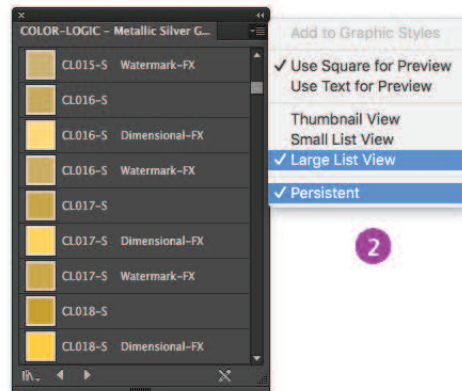 COLOR-LOGIC - Metallic Silver G...
CL015-S Watermark-FX
CL016-S
CL016-S Dimensional-FX
CL016-S Watermark-FX
CL017-S
CL017-S Dimensional-FX
CL017-S Watermark-FX
CL018-S
CL018-S Dimensional-FX
Add to Graphic Styles
✓ Use Square for Preview
Use Text for Preview
Thumbnail View
Small List View
✓ Large List View
✓ Persistent
2